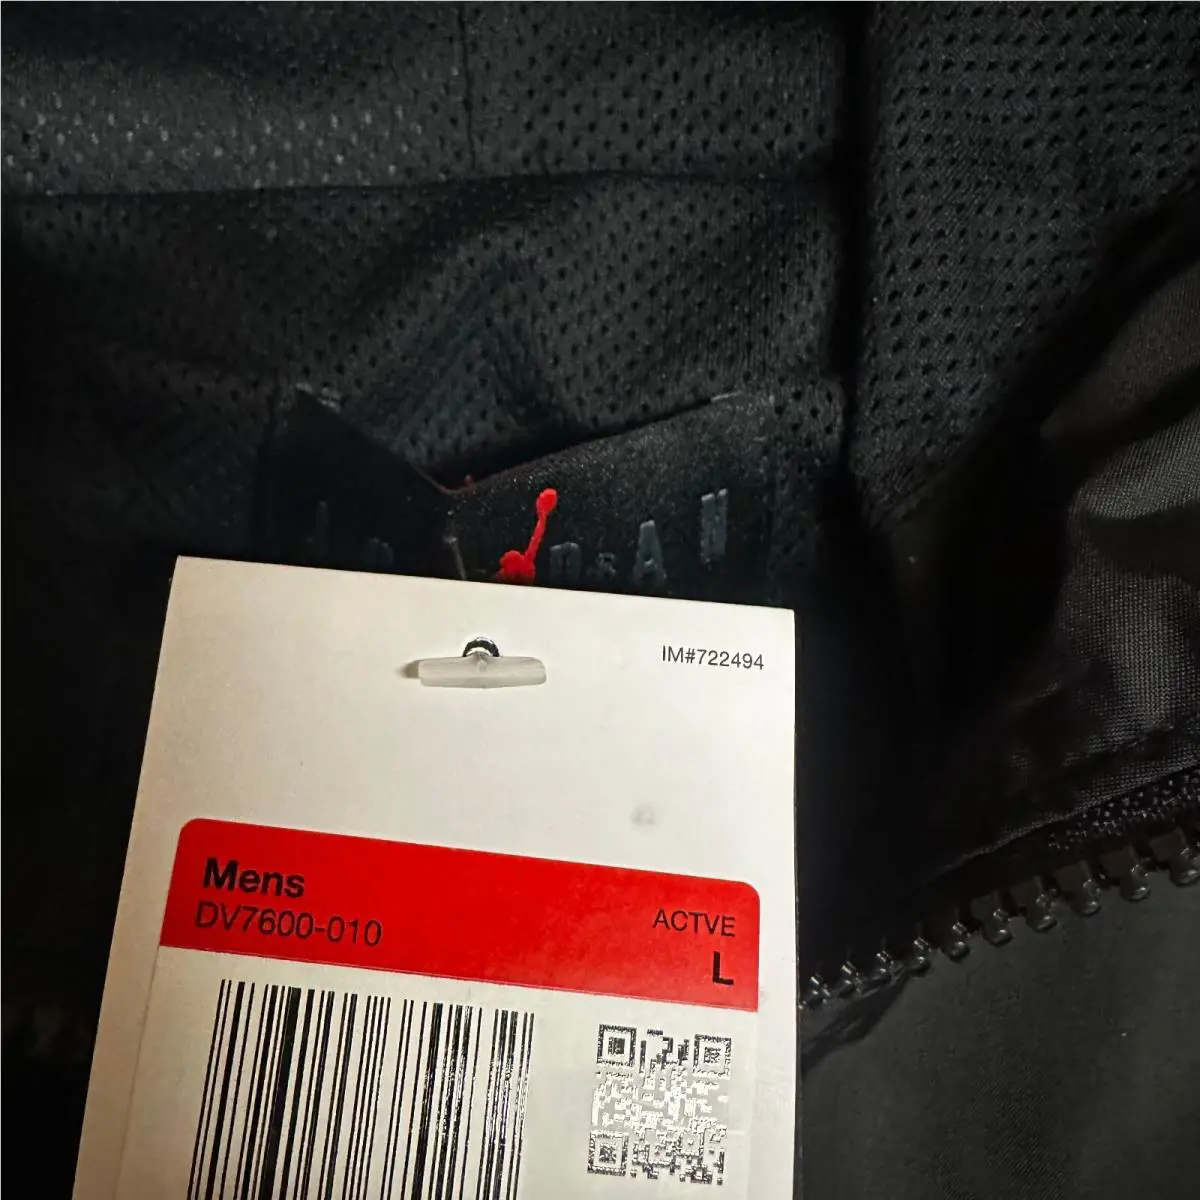 IM#722494
Mens
DV7600-010
ACTVE
L